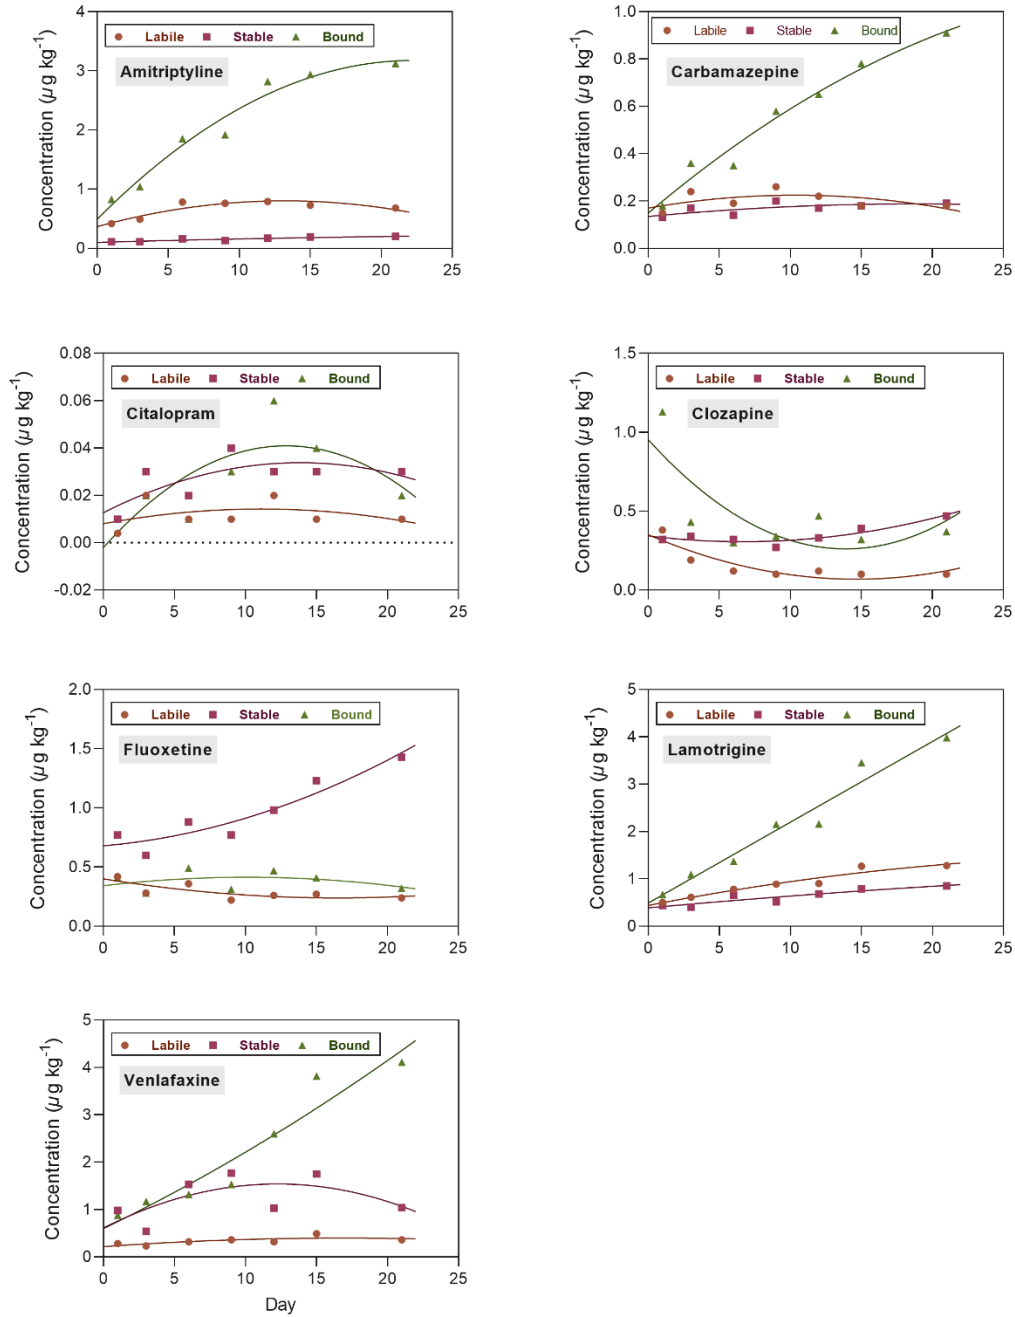 Labile Stable Bound
Amitriptyline
Concentration (µg kg-1)
4
3
2
1
0
0 5 10 15 20 25
Labile Stable Bound
Carbamazepine
Concentration (µg kg-1)
1.0
0.8
0.6
0.4
0.2
0.0
0 5 10 15 20 25
Labile Stable Bound
Citalopram
Concentration (µg kg-1)
0.08
0.06
0.04
0.02
0.00
-0.02
0 5 10 15 20 25
Labile Stable Bound
Clozapine
Concentration (µg kg-1)
1.5
1.0
0.5
0.0
0 5 10 15 20 25
Labile Stable Bound
Fluoxetine
Concentration (µg kg-1)
2.0
1.5
1.0
0.5
0.0
0 5 10 15 20 25
Labile Stable Bound
Lamotrigine
Concentration (µg kg-1)
5
4
3
2
1
0
0 5 10 15 20 25
Labile Stable Bound
Venlafaxine
Concentration (µg kg-1)
5
4
3
2
1
0
0 5 10 15 20 25
Day